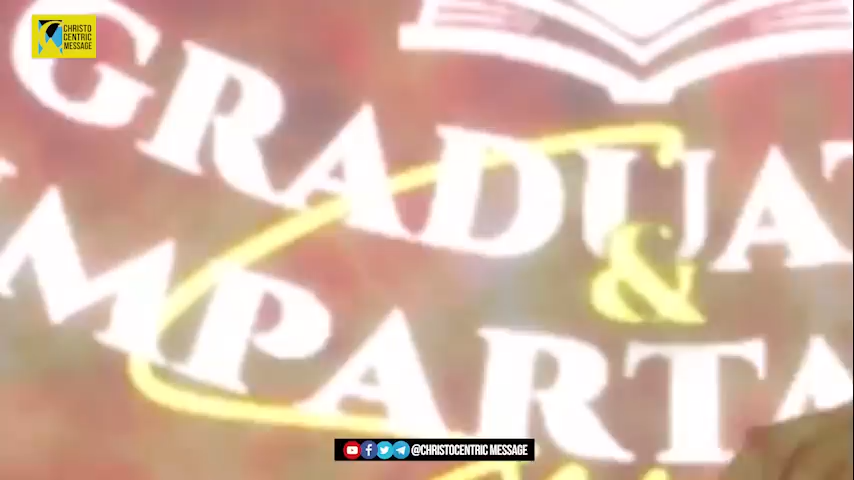 CHRISTO
CENTRIC
MESSAGE
GRADUAT
&
MPARTA
@CHRISTOCENTRIC MESSAGE